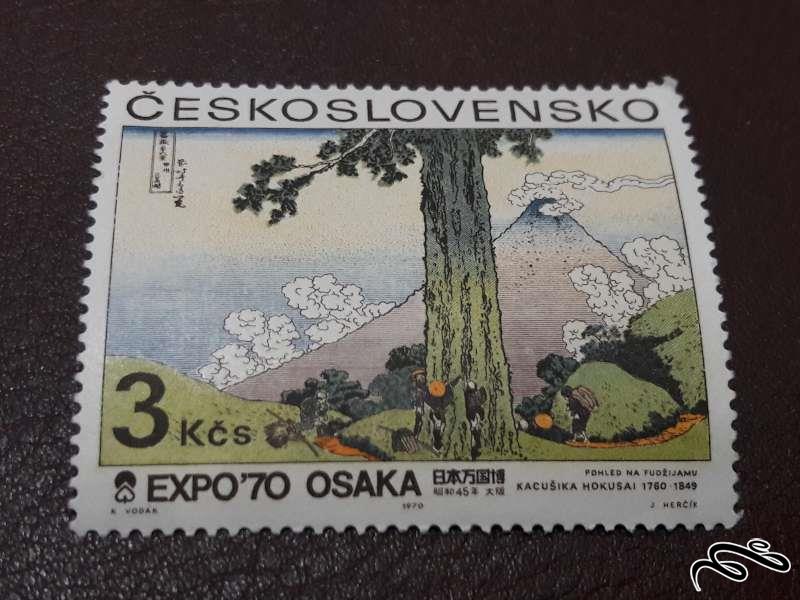 ČESKOSLOVENSKO
3 Kčs
EXPO'70 OSAKA 日本万国博
昭和45年 大阪
POHLED NA FUDŽIJAMU
KACUŠIKA HOKUSAI 1760-1849
K. VODÁK 1970 J. HERČÍK